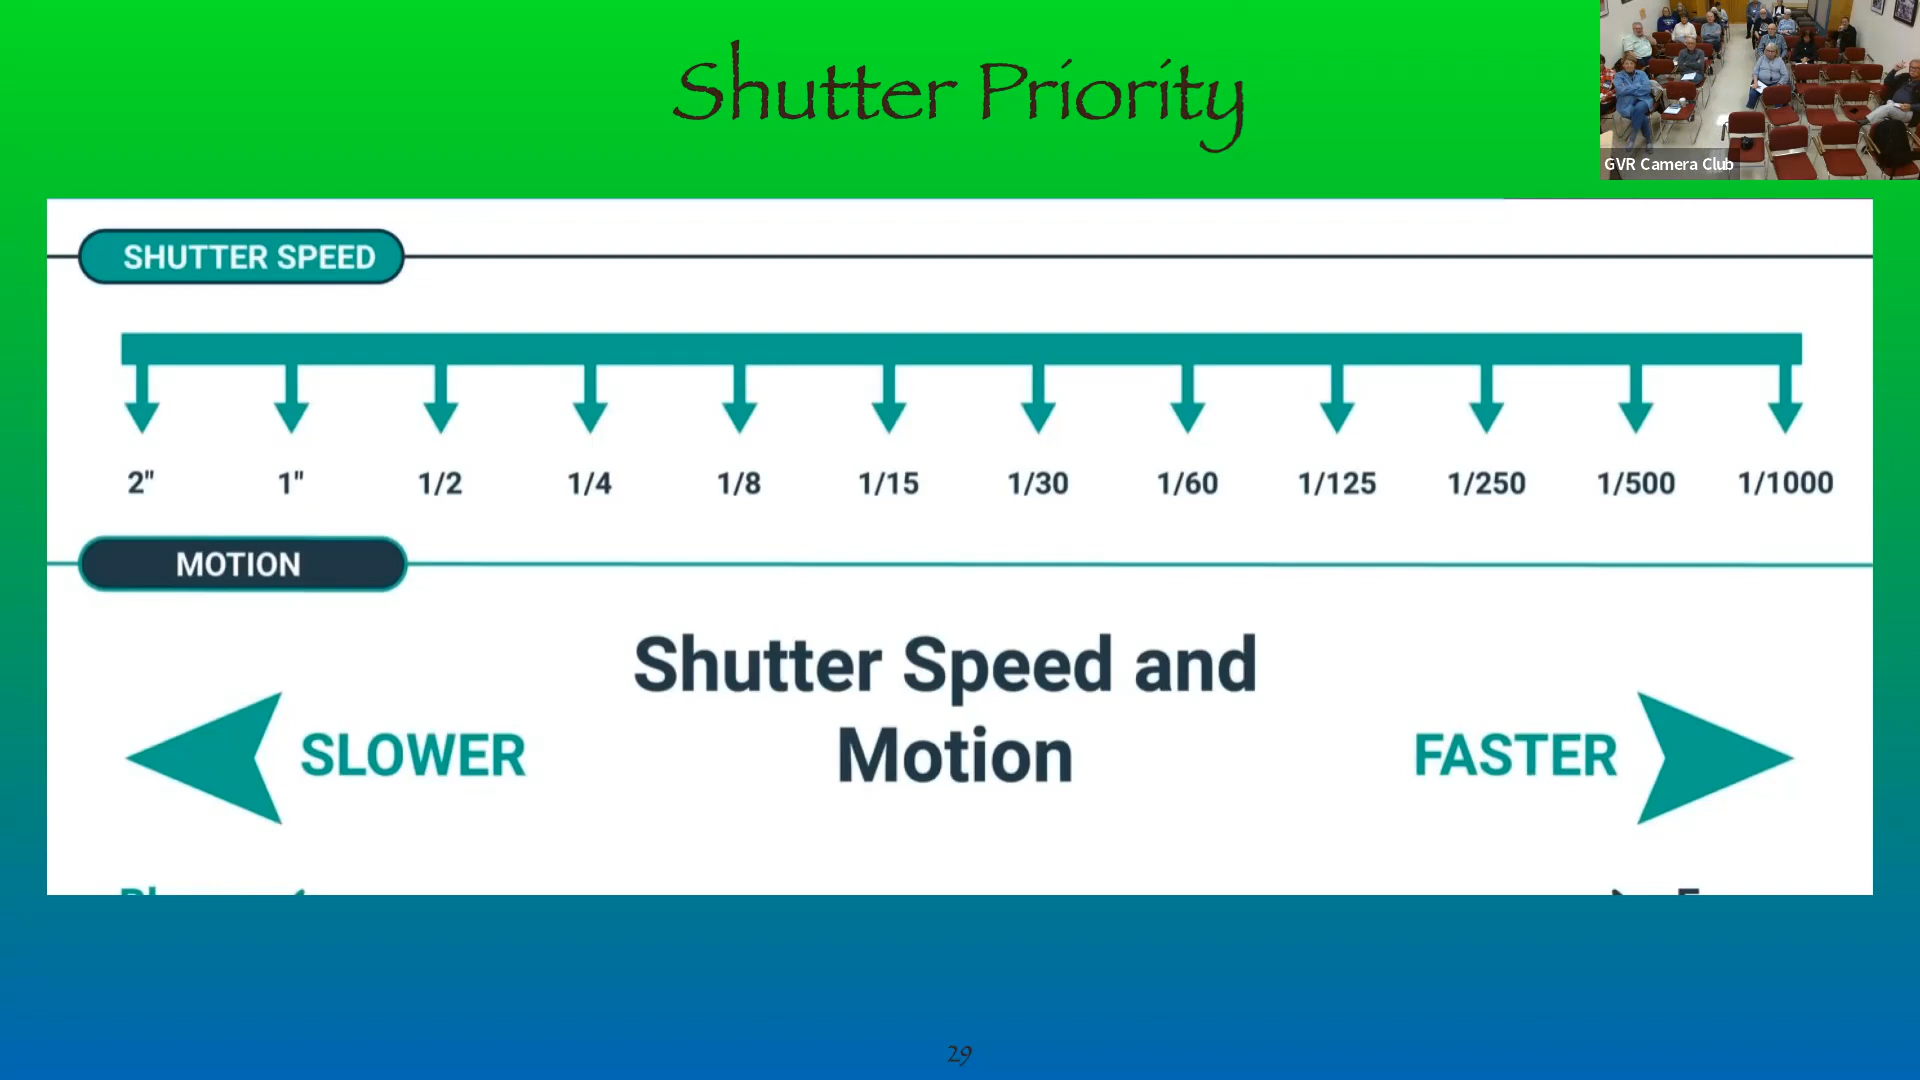 Shutter Priority
GVR Camera Club
SHUTTER SPEED
2" 1" 1/2 1/4 1/8 1/15 1/30 1/60 1/125 1/250 1/500 1/1000
MOTION
Shutter Speed and
Motion
SLOWER
FASTER
29